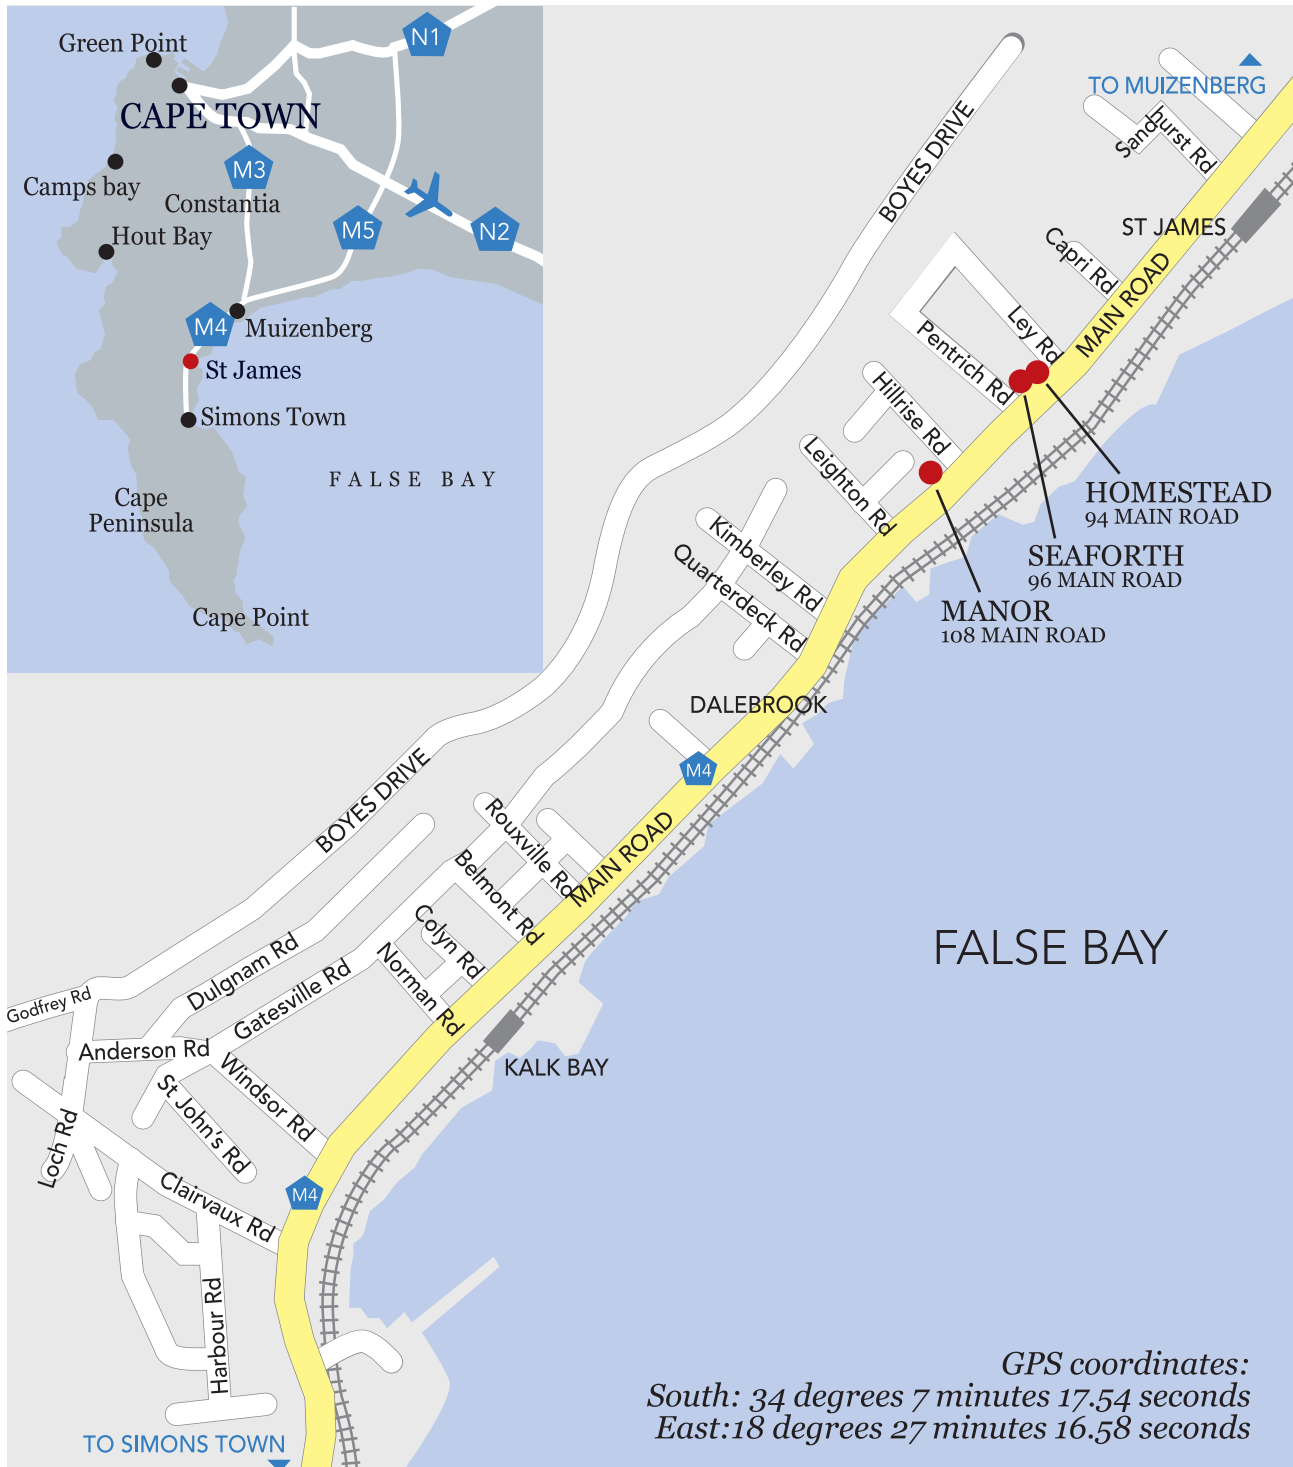 Green Point
CAPE TOWN
N1
M3
Camps bay
Constantia
Hout Bay
M5
N2
M4
Muizenberg
St James
Simons Town
FALSE BAY
Cape
Peninsula
Cape Point
TO MUIZENBERG
BOYES DRIVE
Sand
hurst Rd
ST JAMES
Capri Rd
MAIN ROAD
Ley Rd
Pentrich Rd
Hillrise Rd
Leighton Rd
HOMESTEAD
94 MAIN ROAD
SEAFORTH
96 MAIN ROAD
MANOR
108 MAIN ROAD
Kimberley Rd
Quarterdeck Rd
DALEBROOK
M4
BOYES DRIVE
Rouxville Rd
MAIN ROAD
Belmont Rd
Colyn Rd
Norman Rd
Dulgnam Rd
Gatesville Rd
Godfrey Rd
Anderson Rd
Windsor Rd
St John's Rd
KALK BAY
FALSE BAY
Loch Rd
Clairvaux Rd
M4
Harbour Rd
TO SIMONS TOWN
GPS coordinates:
South: 34 degrees 7 minutes 17.54 seconds
East:18 degrees 27 minutes 16.58 seconds